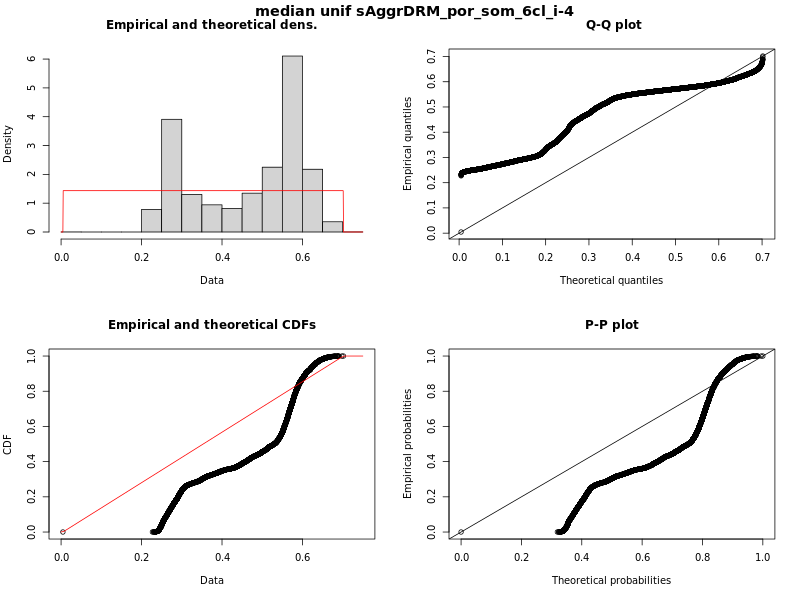 median unif sAggrDRM_por_som_6cl_i-4
Empirical and theoretical dens.
Density
0 1 2 3 4 5 6
0.0 0.2 0.4 0.6
Data
Q-Q plot
Empirical quantiles
0.0 0.1 0.2 0.3 0.4 0.5 0.6 0.7
0.0 0.1 0.2 0.3 0.4 0.5 0.6 0.7
Theoretical quantiles
Empirical and theoretical CDFs
CDF
0.0 0.2 0.4 0.6 0.8 1.0
0.0 0.2 0.4 0.6
Data
P-P plot
Empirical probabilities
0.0 0.2 0.4 0.6 0.8 1.0
0.0 0.2 0.4 0.6 0.8 1.0
Theoretical probabilities